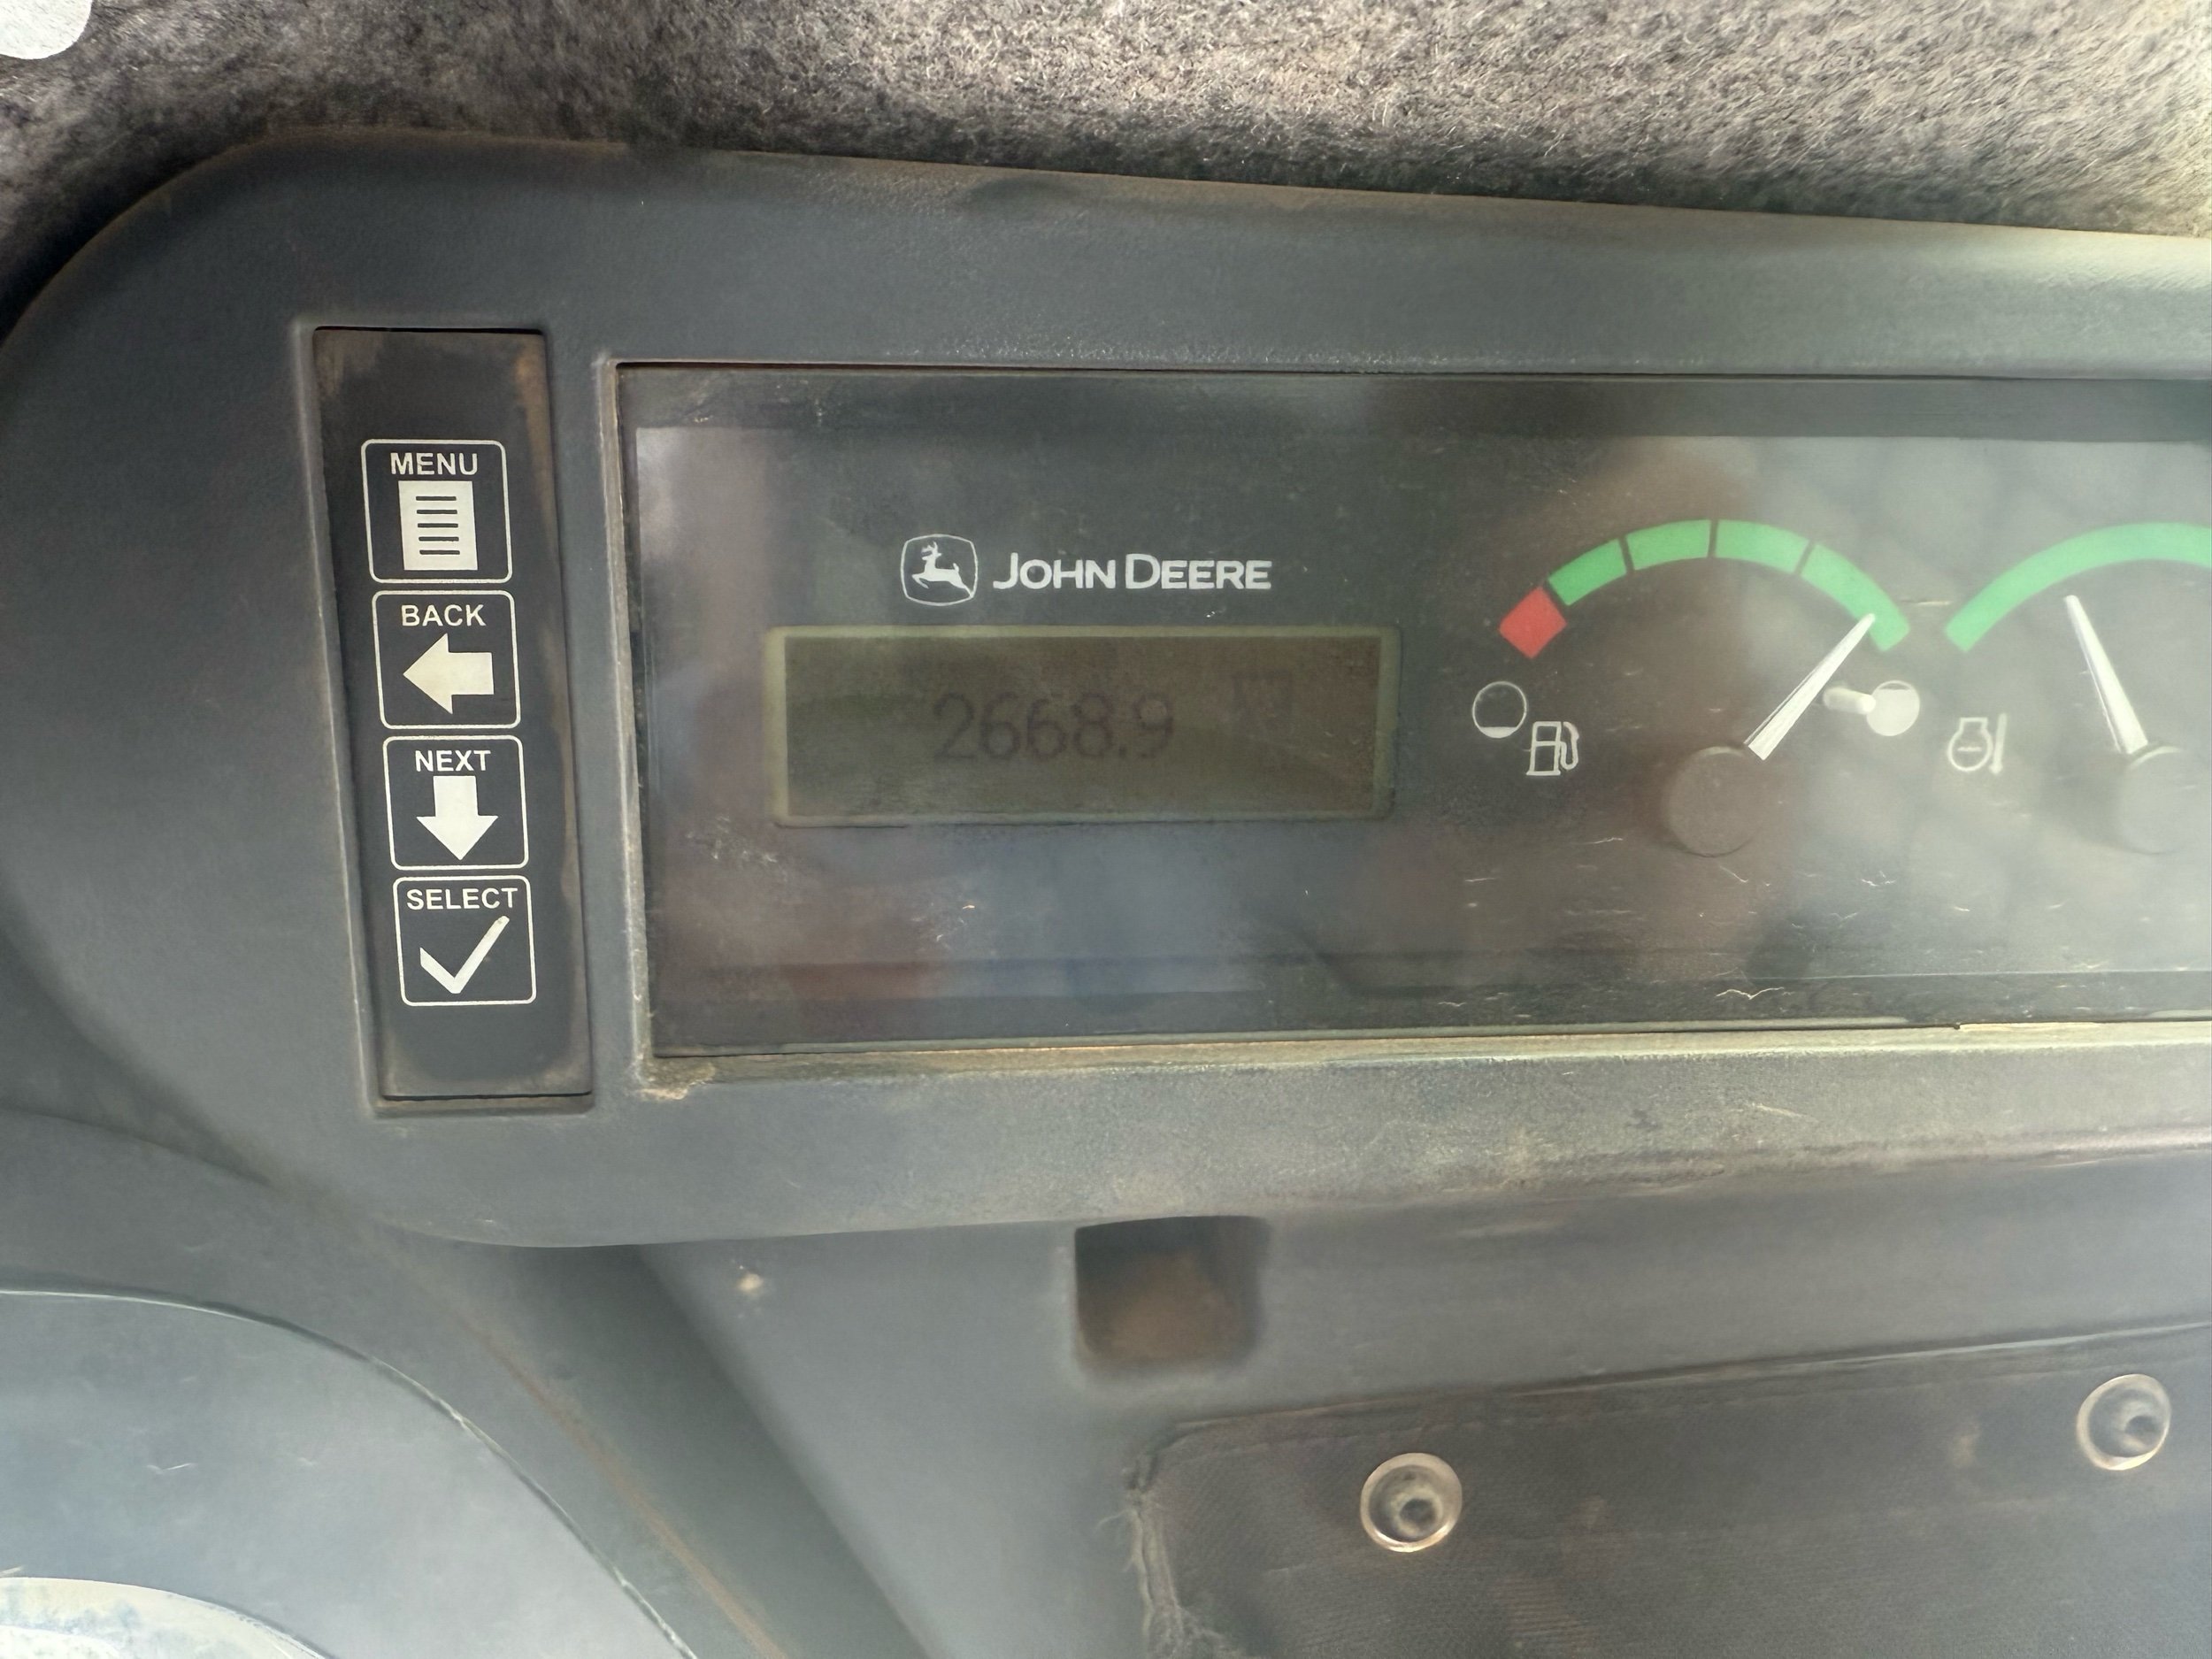 MENU
BACK
NEXT
SELECT
JOHN DEERE
2668.9